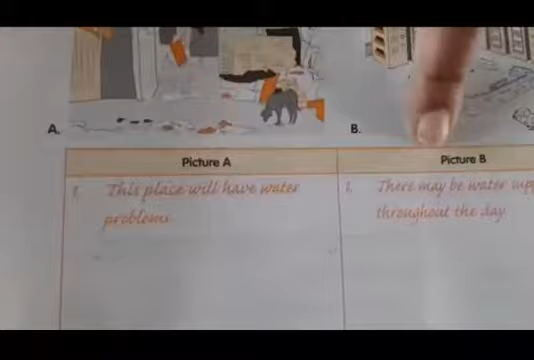 A.
B.
Picture A
Picture B
1. This place will have water
problems
1. There may be water
throughout the day